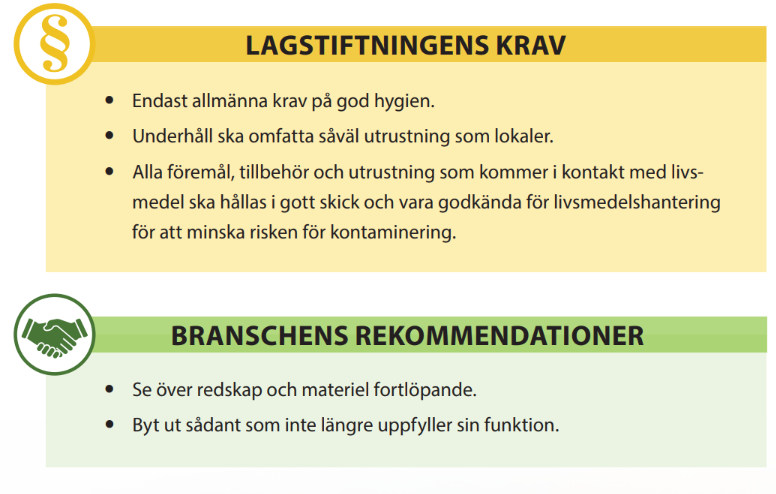 §
LAGSTIFTNINGENS KRAV
• Endast allmänna krav på god hygien.
• Underhåll ska omfatta såväl utrustning som lokaler.
• Alla föremål, tillbehör och utrustning som kommer i kontakt med livs-
medel ska hållas i gott skick och vara godkända för livsmedelshantering
för att minska risken för kontaminering.
BRANSCHENS REKOMMENDATIONER
• Se över redskap och materiel fortlöpande.
• Byt ut sådant som inte längre uppfyller sin funktion.